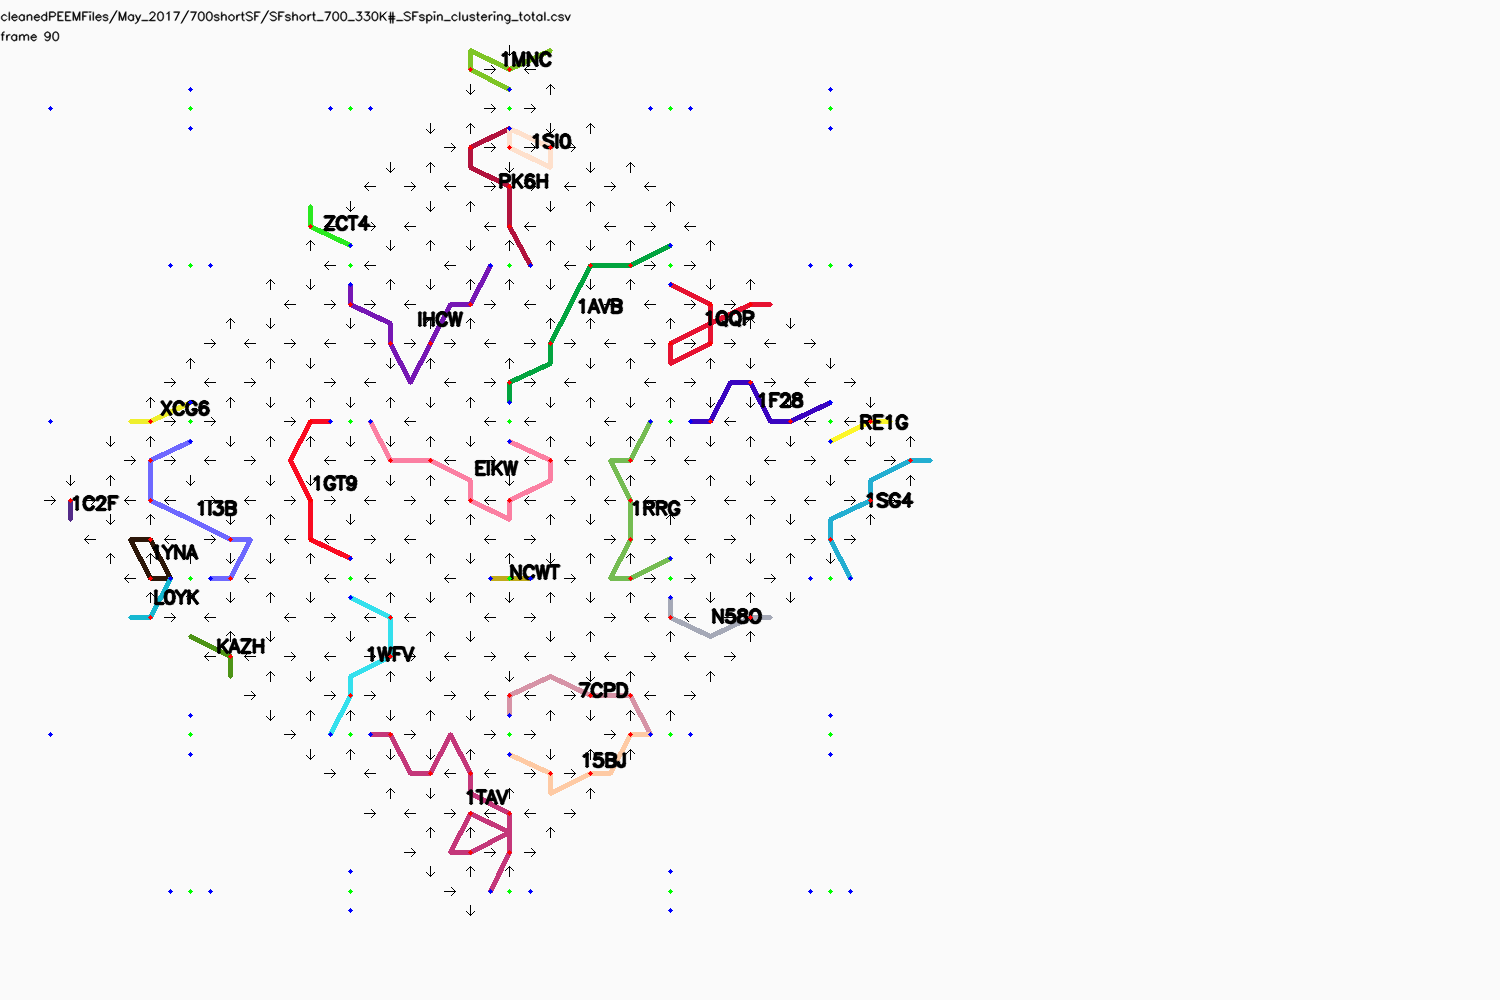 cleanedPEEMFiles/May_2017/700shortSF/SFshort_700_330K#_SFspin_clustering_total.csv
frame 90
1MNC
1SI0
PK6H
ZCT4
1AVB
IHCW
1QQP
1F28
XCG6
RE1G
EIKW
1GT9
1SG4
1C2F
1I3B
1RRG
1YNA
NCWT
L0YK
N58O
KAZH
1WFV
7CPD
15BJ
1TAV